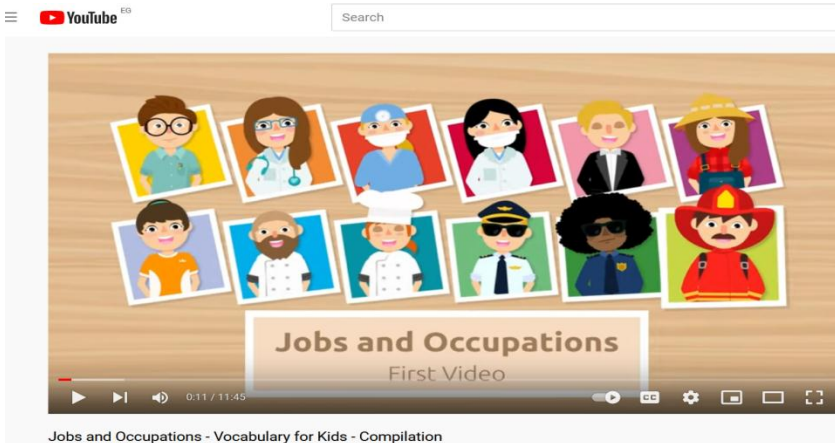 YouTube EG
Search
Jobs and Occupations
First Video
0:11 / 11:45
CC
Jobs and Occupations - Vocabulary for Kids - Compilation